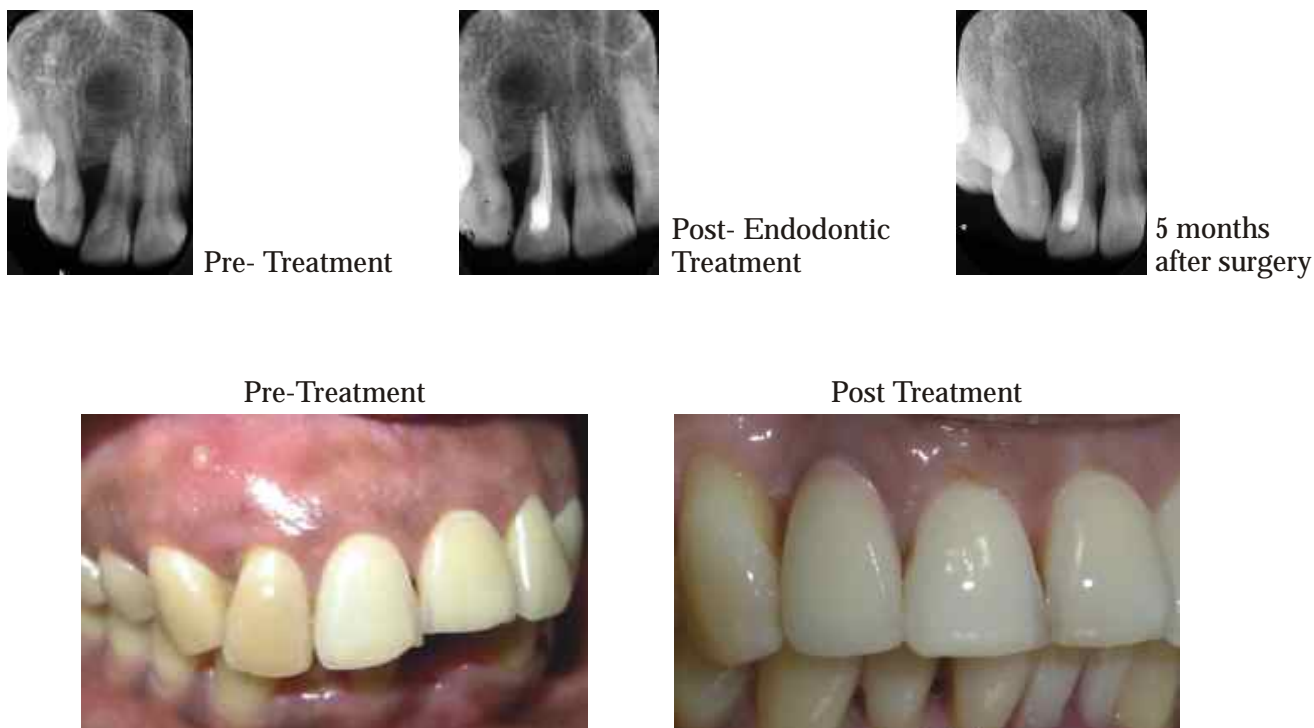 Pre- Treatment
Post- Endodontic
Treatment
5 months
after surgery
Pre-Treatment
Post Treatment